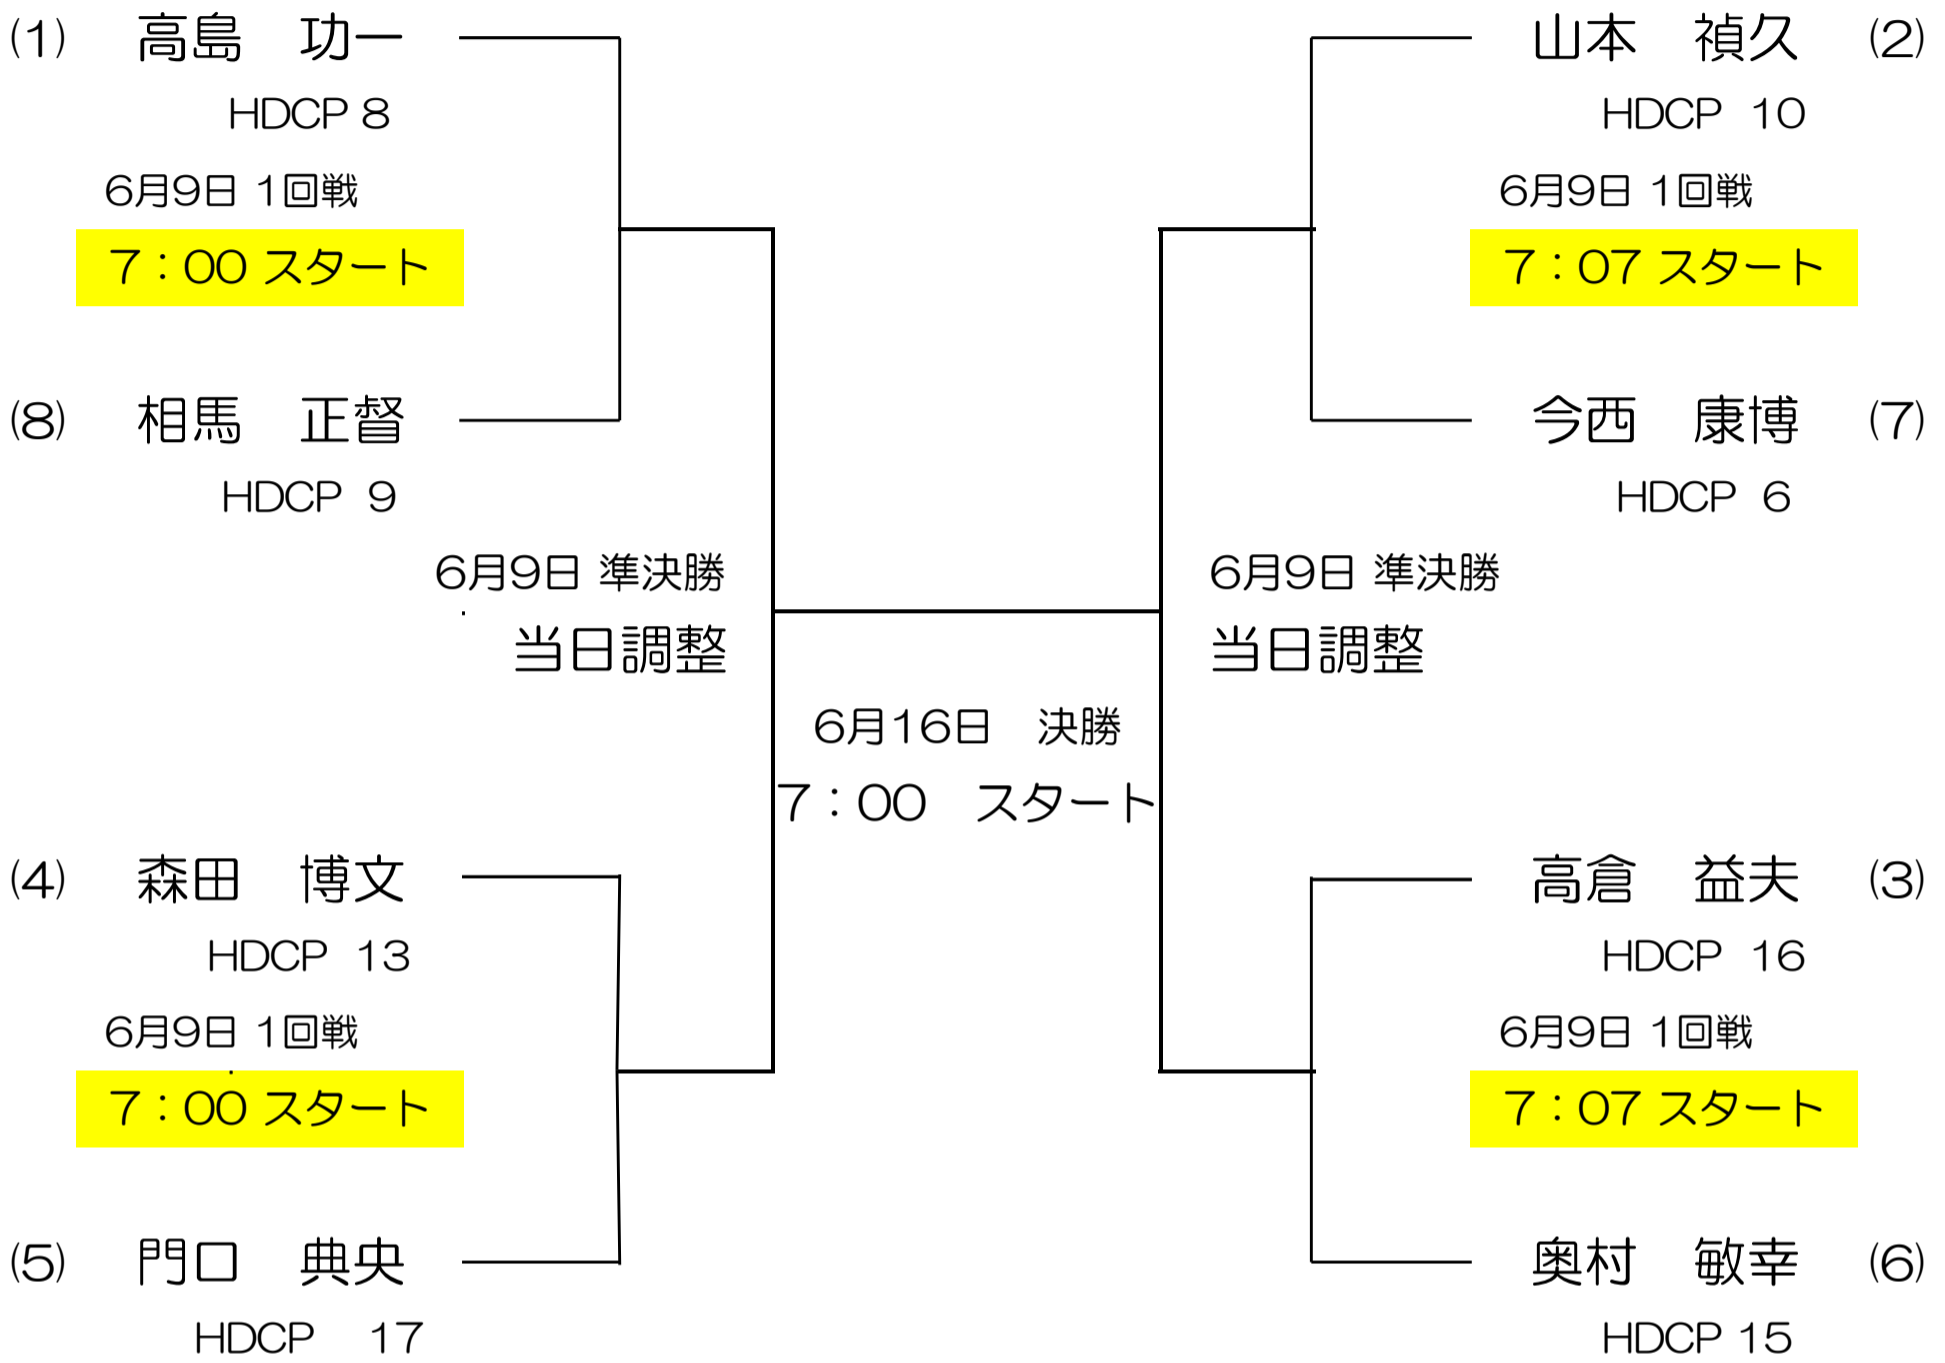 (1) 高島 功一
HDCP 8
6月9日 1回戦
7：00 スタート
(8) 相馬 正督
HDCP 9
6月9日 準決勝
当日調整
(4) 森田 博文
HDCP 13
6月9日 1回戦
7：00 スタート
(5) 門口 典央
HDCP 17
6月16日 決勝
7：00 スタート
山本 禎久 (2)
HDCP 10
6月9日 1回戦
7：07 スタート
今西 康博 (7)
HDCP 6
6月9日 準決勝
当日調整
高倉 益夫 (3)
HDCP 16
6月9日 1回戦
7：07 スタート
奥村 敏幸 (6)
HDCP 15